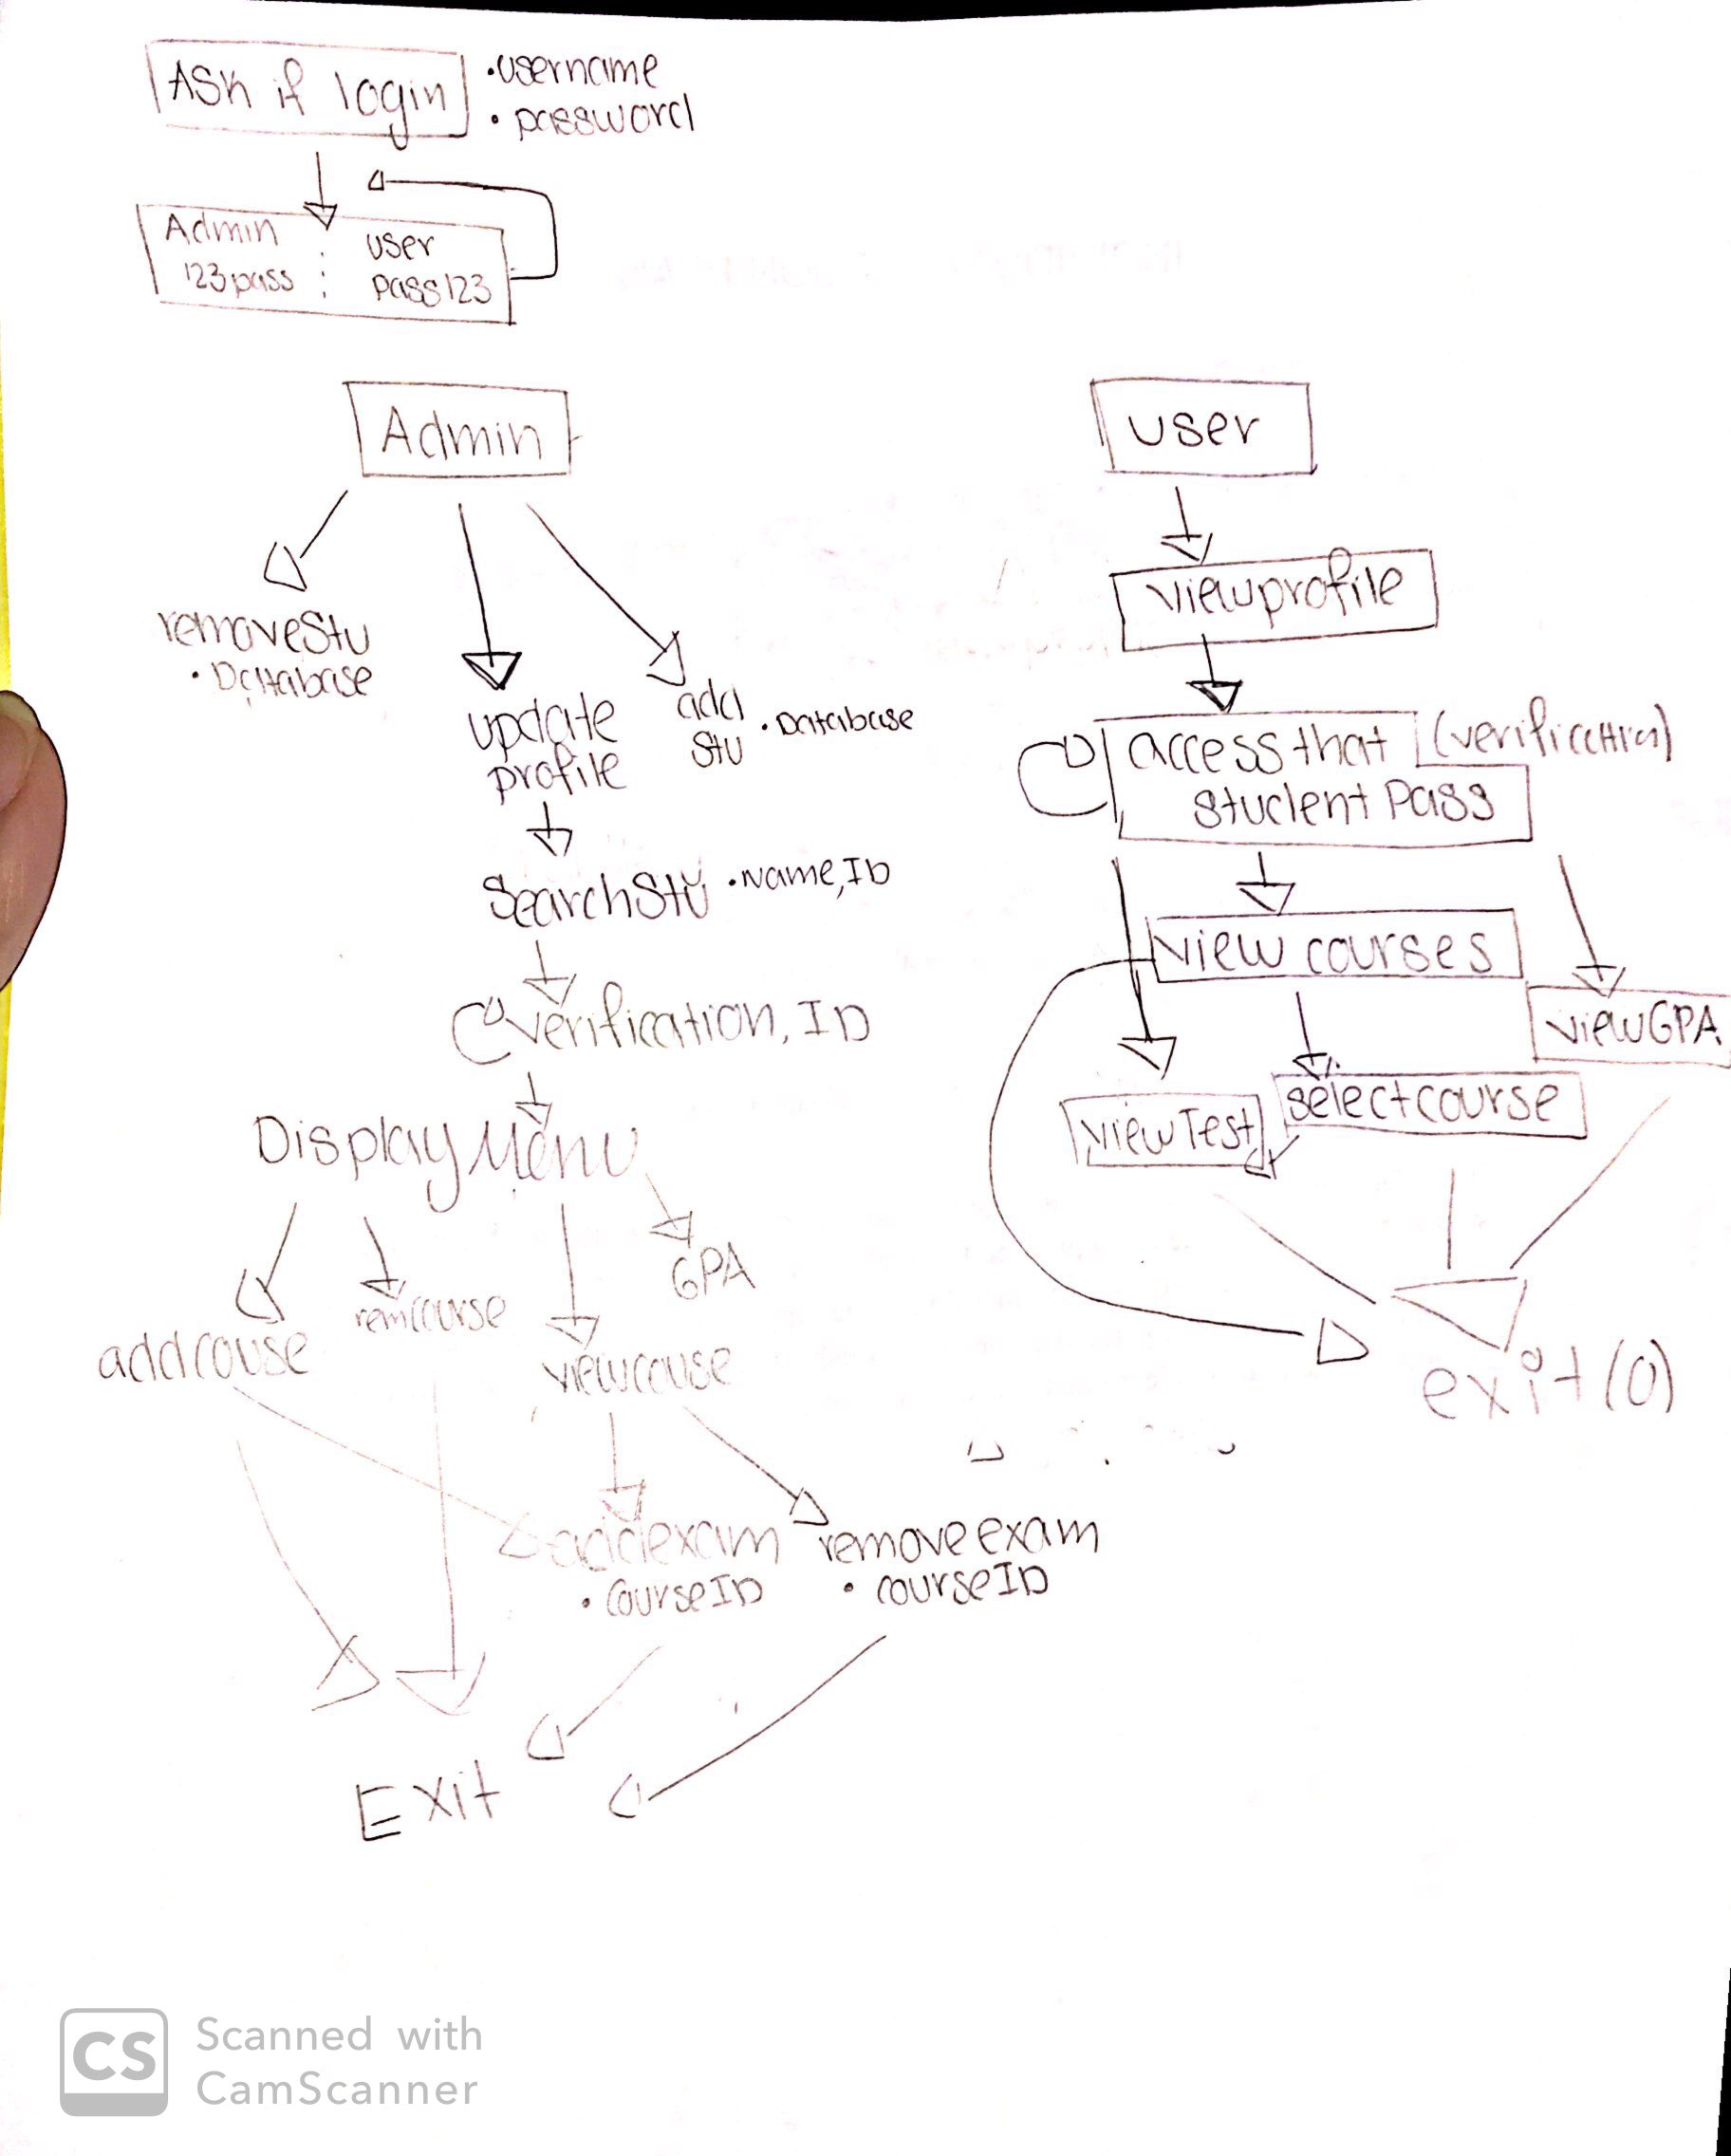 ASK if login
•username
•password
Admin
123pass
user
pass123
Admin
removeStu
•Database
update
profile
add
stu
•Database
SearchStu
•name,ID
verification, ID
Display Menu
addcouse
remcourse
viewcouse
GPA
addexam
•CourseID
remove exam
•courseID
Exit
user
viewprofile
access that
student pass
(verification)
view courses
viewGPA
viewTest
selectcourse
exit(0)
CS
Scanned with
CamScanner